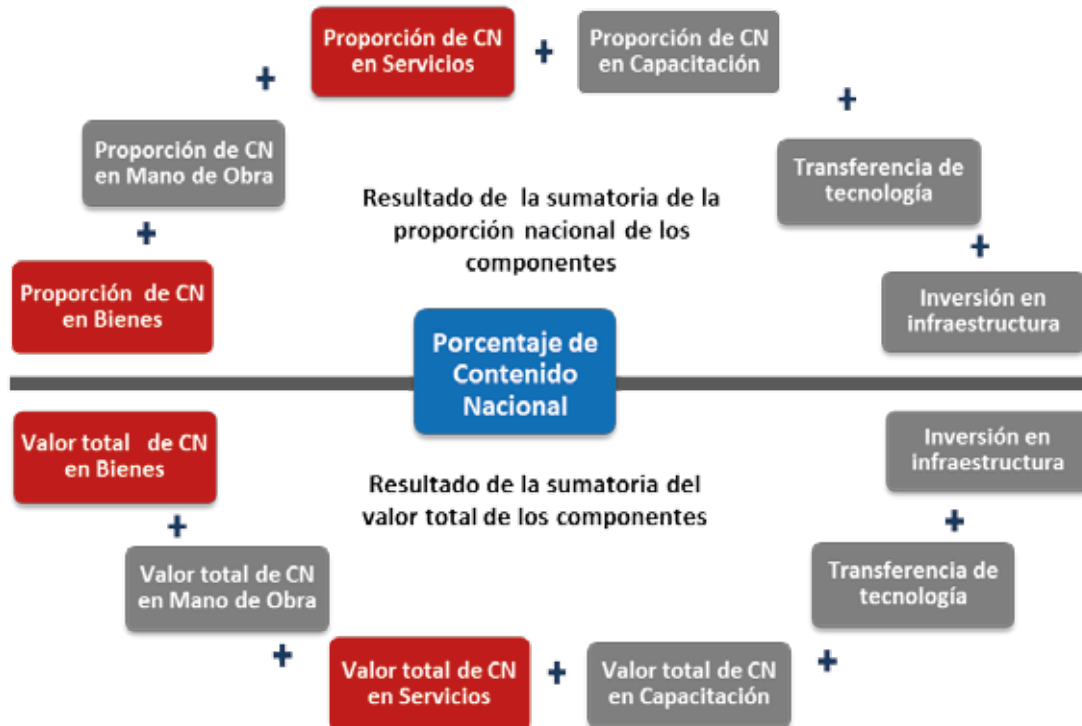 Proporción de CN
en Servicios
+
Proporción de CN
en Capacitación
+
+
Proporción de CN
en Mano de Obra
Transferencia de
tecnología
Resultado de la sumatoria de la
proporción nacional de los
componentes
+
+
Proporción de CN
en Bienes
Inversión en
infraestructura
Porcentaje de
Contenido
Nacional
Valor total de CN
en Bienes
Inversión en
infraestructura
Resultado de la sumatoria del
valor total de los componentes
+
+
Valor total de CN
en Mano de Obra
Transferencia de
tecnología
+
Valor total de CN
en Servicios
+
Valor total de CN
en Capacitación
+